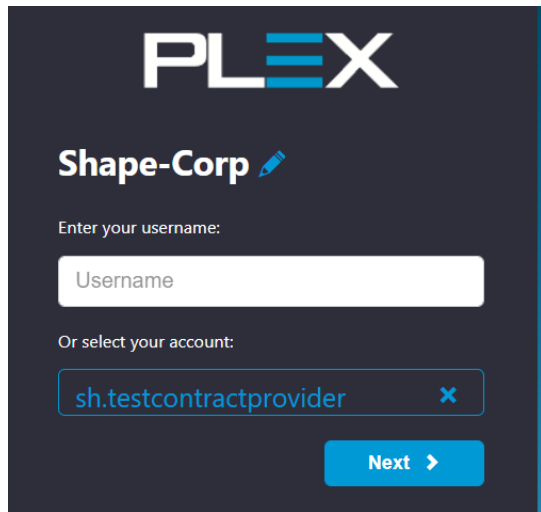 PLEX
Shape-Corp
Enter your username:
Username
Or select your account:
sh.testcontractprovider
Next